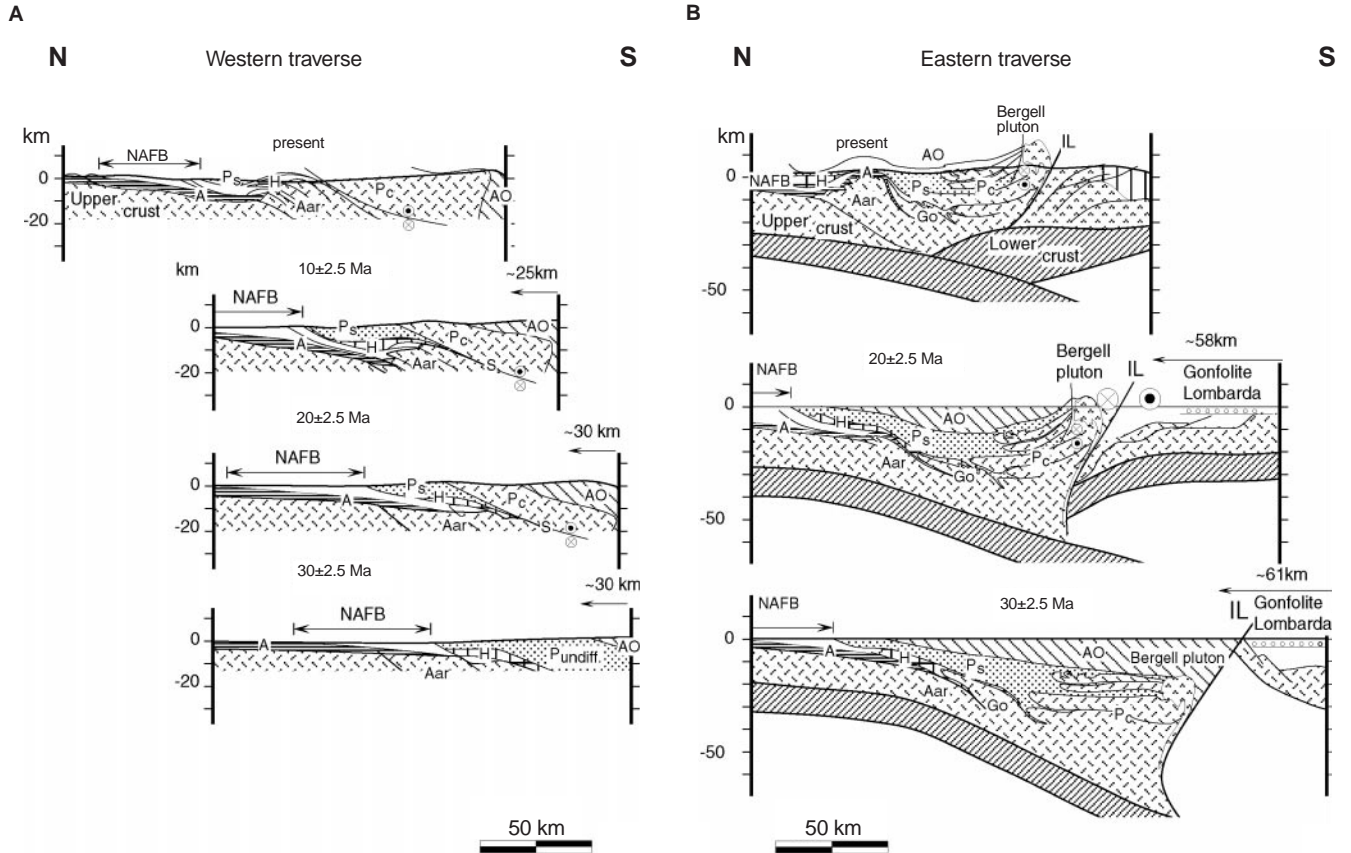 A
N Western traverse S
km
present
NAFB
0
-20
Upper
crust
A
Ps
H
Aar
Pc
AO
km
10±2.5 Ma
~25km
NAFB
0
-20
A
Ps
H
Aar
Pc
S
AO
20±2.5 Ma
~30 km
NAFB
0
-20
A
Ps
H
Aar
Pc
S
AO
30±2.5 Ma
~30 km
NAFB
0
-20
A
H
Aar
Pundiff.
AO
50 km
B
N Eastern traverse S
km
present
Bergell
pluton
IL
AO
0
-50
NAFB
H
A
Aar
Ps
Pc
Go
Upper
crust
Lower
crust
20±2.5 Ma
~58km
NAFB
Bergell
pluton
IL
Gonfolite
Lombarda
0
-50
A
H
AO
Ps
Aar
Go
Pc
30±2.5 Ma
~61km
NAFB
IL
Gonfolite
Lombarda
0
-50
A
H
Ps
AO
Bergell pluton
Aar
Go
Pc
50 km